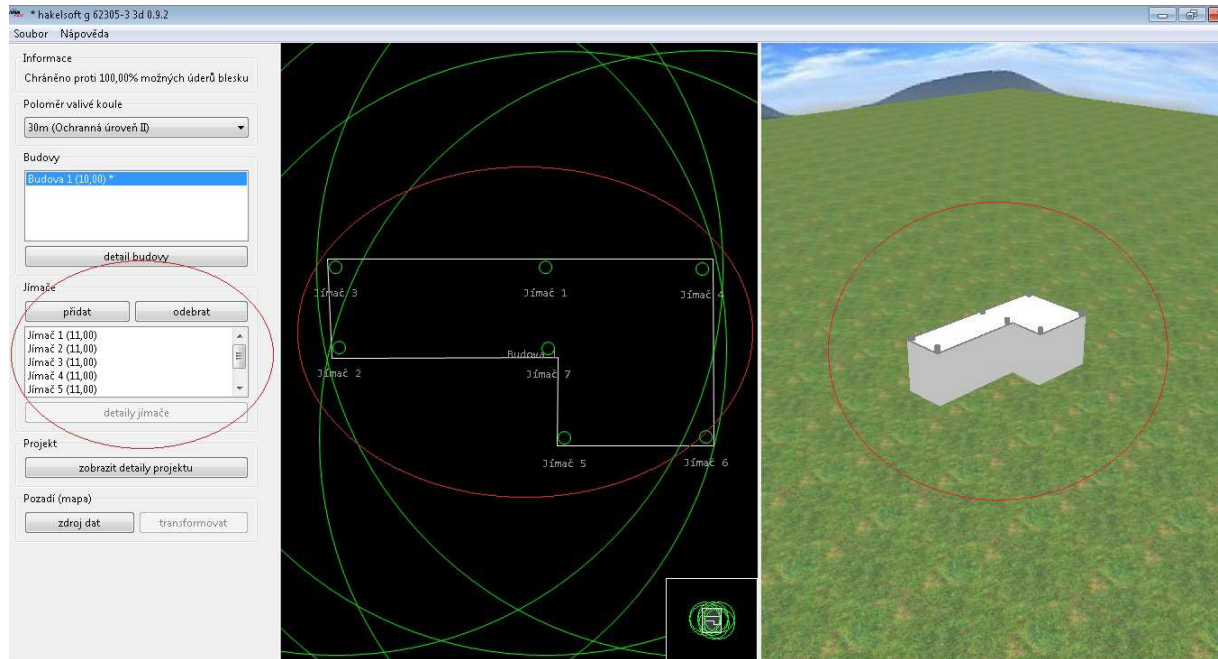 * hakelsoft g 62305-3 3d 0.9.2
Soubor Nápověda
Informace
Chráněno proti 100,00% možných úderů blesku
Poloměr valivé koule
30m (Ochranná úroveň II)
Budovy
Budova 1 (10,00) *
detail budovy
Jímače
přidat odebrat
Jímač 1 (11,00)
Jímač 2 (11,00)
Jímač 3 (11,00)
Jímač 4 (11,00)
Jímač 5 (11,00)
detaily jímače
Projekt
zobrazit detaily projektu
Pozadí (mapa)
zdroj dat transformovat
Jímač 3 Jímač 1 Jímač 4
Budova 1
Jímač 2 Jímač 7
Jímač 5 Jímač 6